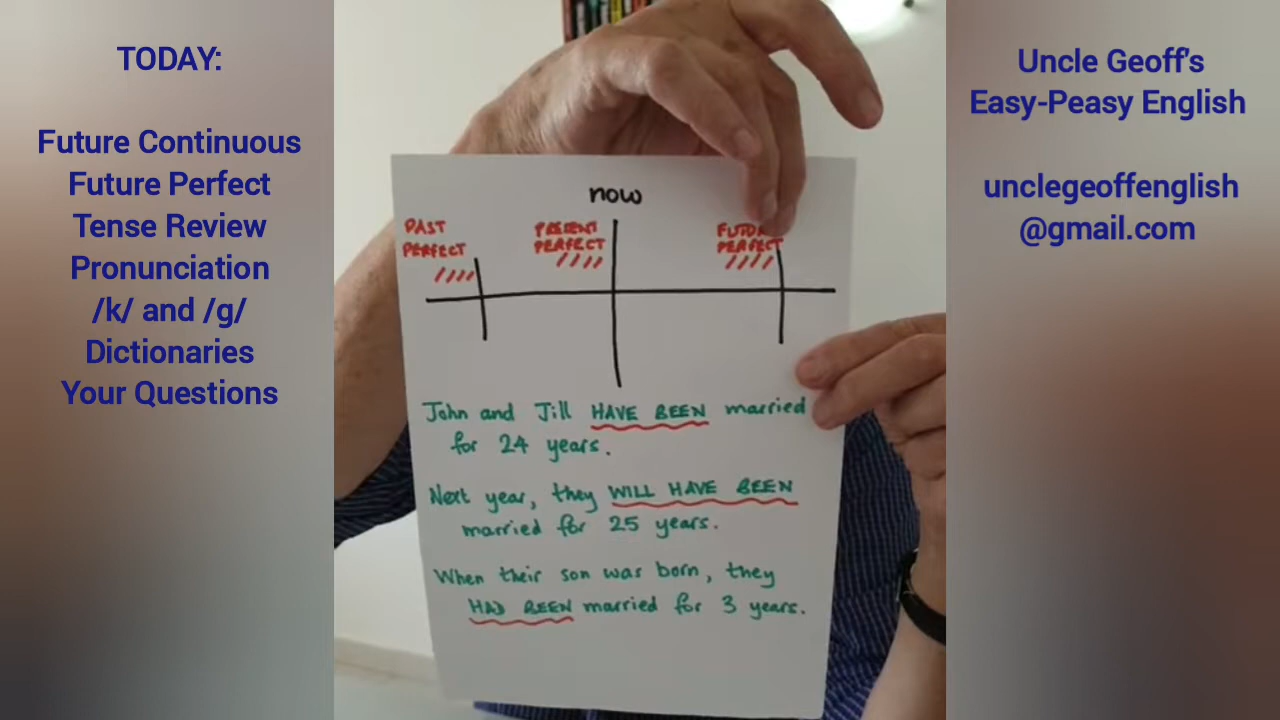 TODAY:
Future Continuous
Future Perfect
Tense Review
Pronunciation
/k/ and /g/
Dictionaries
Your Questions
now
PAST
PERFECT
PRESENT
PERFECT
PERFECT
John and Jill HAVE BEEN married
for 24 years.
Next year, they WILL HAVE BEEN
married for 25 years.
When their son was born, they
HAD BEEN married for 3 years.
Uncle Geoff's
Easy-Peasy English
unclegeoffenglish
@gmail.com